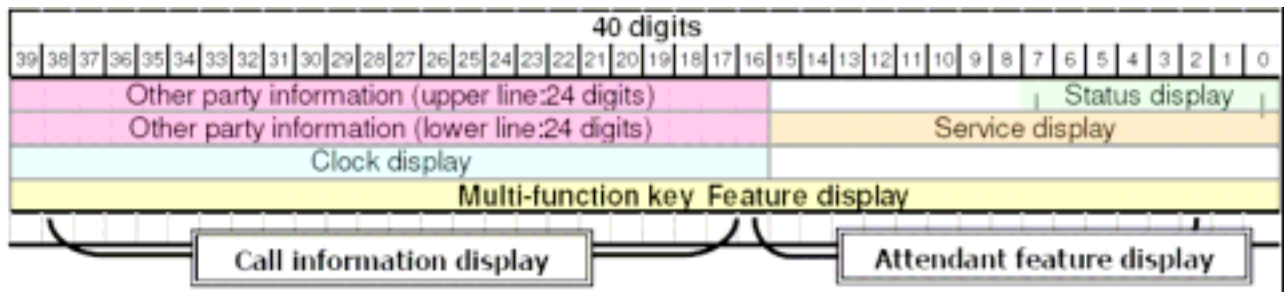 40 digits
39 38 37 36 35 34 33 32 31 30 29 28 27 26 25 24 23 22 21 20 19 18 17 16 15 14 13 12 11 10 9 8 7 6 5 4 3 2 1 0
Other party information (upper line:24 digits) Status display
Other party information (lower line:24 digits) Service display
Clock display
Multi-function key Feature display
Call information display Attendant feature display